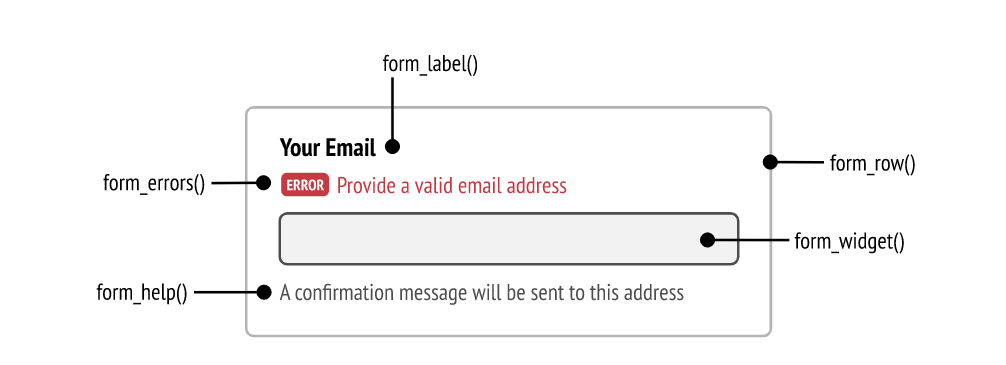 form_label()
Your Email
form_row()
form_errors()
ERROR Provide a valid email address
form_widget()
form_help()
A confirmation message will be sent to this address